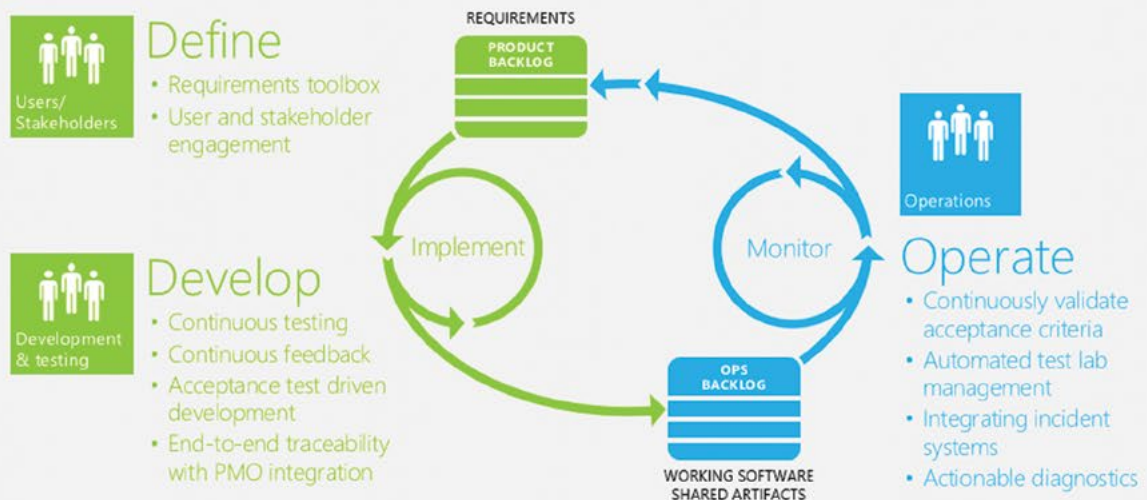 REQUIREMENTS
PRODUCT
BACKLOG
Users/
Stakeholders
Define
• Requirements toolbox
• User and stakeholder
engagement
Implement
Development
& testing
Develop
• Continuous testing
• Continuous feedback
• Acceptance test driven
development
• End-to-end traceability
with PMO integration
Monitor
OPS
BACKLOG
WORKING SOFTWARE
SHARED ARTIFACTS
Operations
Operate
• Continuously validate
acceptance criteria
• Automated test lab
management
• Integrating incident
systems
• Actionable diagnostics